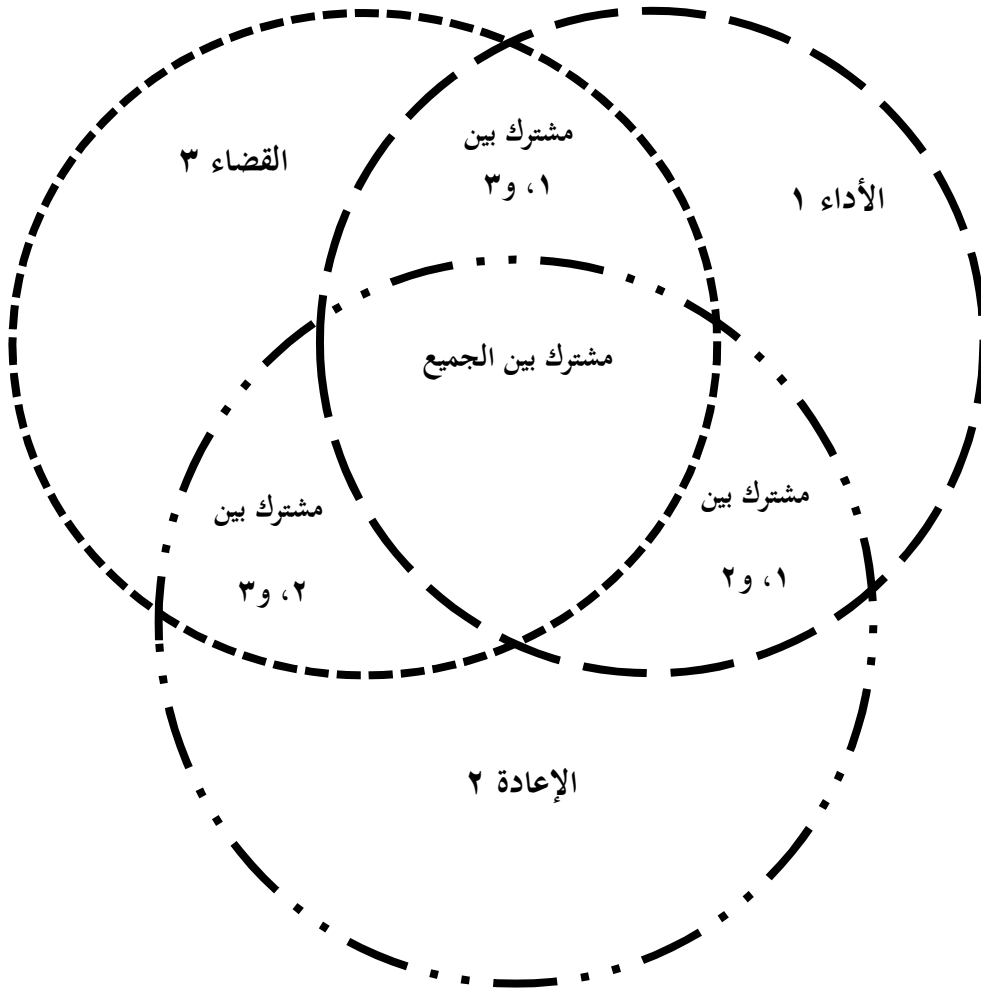 مشترك بين
١، و٣
القضاء ٣
الأداء ١
مشترك بين الجميع
مشترك بين
١، و٢
مشترك بين
٢، و٣
الإعادة ٢